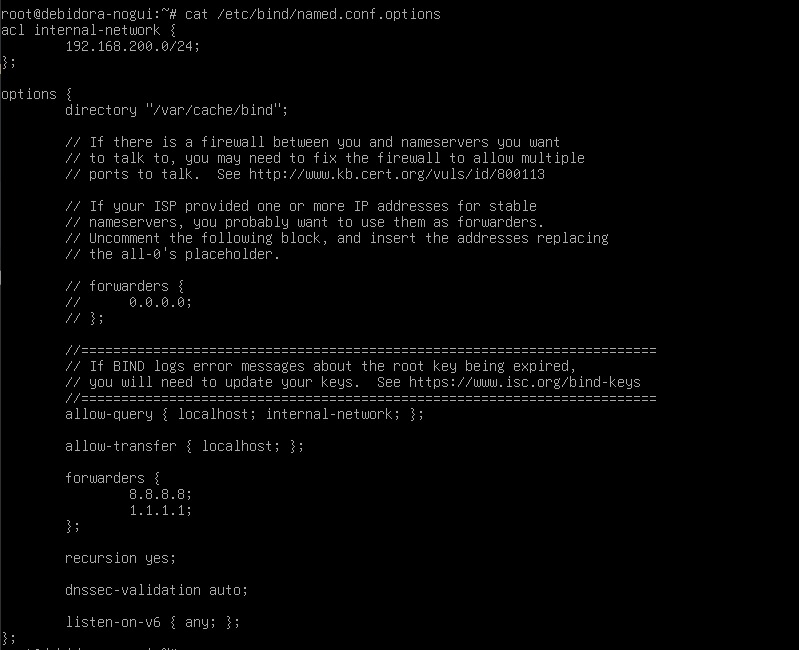 root@debidora-nogui:~# cat /etc/bind/named.conf.options
acl internal-network {
        192.168.200.0/24;
};

options {
        directory "/var/cache/bind";

        // If there is a firewall between you and nameservers you want
        // to talk to, you may need to fix the firewall to allow multiple
        // ports to talk.  See http://www.kb.cert.org/vuls/id/800113

        // If your ISP provided one or more IP addresses for stable
        // nameservers, you probably want to use them as forwarders.
        // Uncomment the following block, and insert the addresses replacing
        // the all-0's placeholder.

        // forwarders {
        //      0.0.0.0;
        // };

        //========================================================================
        // If BIND logs error messages about the root key being expired,
        // you will need to update your keys.  See https://www.isc.org/bind-keys
        //========================================================================
        allow-query { localhost; internal-network; };

        allow-transfer { localhost; };

        forwarders {
                8.8.8.8;
                1.1.1.1;
        };

        recursion yes;

        dnssec-validation auto;

        listen-on-v6 { any; };
};